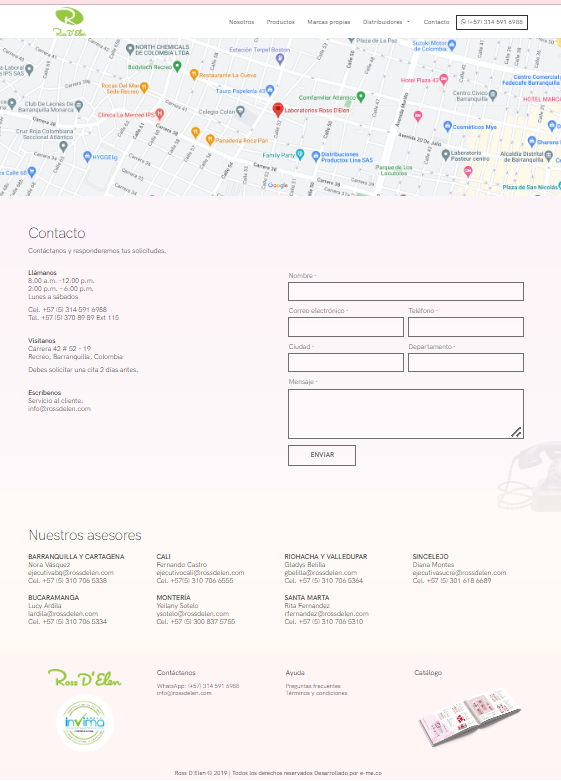 Ross D'Elen
Nosotros
Productos
Marcas propias
Distribuidores
Contacto
(+57) 314 591 6988
NORTH CHEMICALS
DE COLOMBIA LTDA
Bodytech Recreo
Estación Terpel Boston
Plaza de La Paz
Suzuki Motor
de Colombia
Restaurante La Cueva
Rocas Del Mar
Sede Recreo
Tauro Papelería 43
Hotel Plaza 43
Centro Comercial
Fedecafé Barranquilla
Club De Leones De
Barranquilla Monarca
Clínica La Merced IPS
Colegio Colón
Comfamiliar Atlántico
Laboratorios Ross D'Elen
Centro Cívico
Barranquilla
Cruz Roja Colombiana
Seccional Atlántico
Panadería Roca Pan
Cosméticos Mya
HYGGElig
Family Party
Distribuciones
Productos Lina SAS
Laboratorio
Pasteur centro
Alcaldía Distrital
de Barranquilla
Parque de Los
Locutores
Plaza de San Nicolás
Google
Contacto
Contáctanos y responderemos tus solicitudes.
Llámanos
8:00 a.m. -12:00 p.m.
2:00 p.m. - 6:00 p.m.
Lunes a sábados
Cel. +57 (5) 314 591 6988
Tel. +57 (5) 370 89 89 Ext 115
Visítanos
Carrera 42 # 52 - 19
Recreo, Barranquilla, Colombia
Debes solicitar una cita 2 días antes.
Escríbenos
Servicio al cliente:
info@rossdelen.com
Nombre *
Correo electrónico *
Teléfono *
Ciudad *
Departamento *
Mensaje *
ENVIAR
Nuestros asesores
BARRANQUILLA Y CARTAGENA
Nora Vásquez
ejecutivabq@rossdelen.com
Cel. +57 (5) 310 706 5338
CALI
Fernando Castro
ejecutivocali@rossdelen.com
Cel. +57(5) 310 706 6555
RIOHACHA Y VALLEDUPAR
Gladys Belilla
gbelilla@rossdelen.com
Cel. +57 (5) 310 706 5364
SINCELEJO
Diana Montes
ejecutivasucre@rossdelen.com
Cel. +57 (5) 301 618 6689
BUCARAMANGA
Lucy Ardila
lardila@rossdelen.com
Cel. +57 (5) 310 706 5334
MONTERÍA
Yeilany Sotelo
ysotelo@rossdelen.com
Cel. +57 (5) 300 837 5755
SANTA MARTA
Rita Fernandez
rfernandez@rossdelen.com
Cel. +57 (5) 310 706 5310
Ross D'Elen
invima
Contáctanos
WhatsApp: (+57) 314 591 6988
info@rossdelen.com
Ayuda
Preguntas frecuentes
Términos y condiciones
Catálogo
Ross D'Elen © 2019 | Todos los derechos reservados Desarrollado por e-me.co